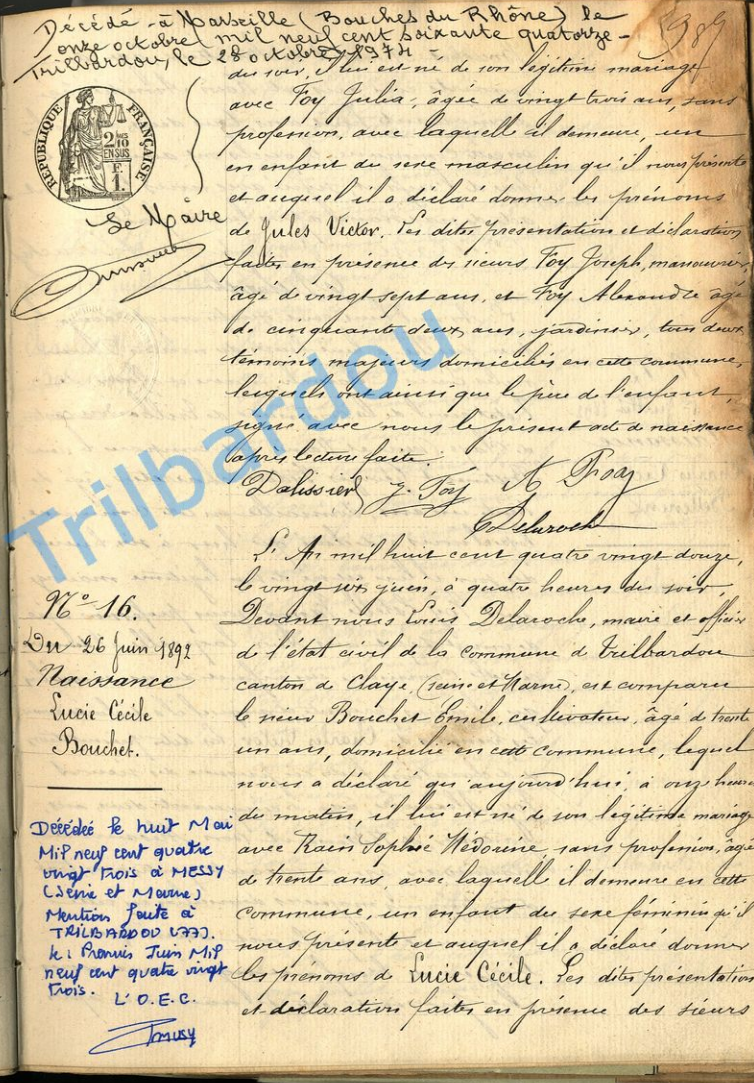 Décédé à Marseille (Bouches du Rhône) le
onze octobre mil neuf cent soixante quatorze -
Trilbardou, le 28 octobre 1974 -
RÉPUBLIQUE FRANÇAISE
2/10
EN SUS
F.
1.
Le Maire
du soir, il lui est né de son légitime mariage
avec Foy Julia, âgée de vingt trois ans, sans
profession, avec laquelle il demeure, un
en enfant du sexe masculin qu'il nous présente
et auquel il a déclaré donner les prénoms
de Jules Victor. Les dites présentation et déclaration
faites en présence des sieurs Foy Joseph, manouvrier,
âgé de vingt sept ans, et Foy Alexandre âgé
de cinquante deux ans, jardinier, tous deux
témoins majeurs domiciliés en cette commune,
lesquels ont ainsi que le père de l'enfant,
signé avec nous le présent acte de naissance
après lecture faite.
Dalissier J. Foy A Foy
Delaroche
Trilbardou
N° 16.
Du 26 Juin 1892
Naissance
Lucie Cécile
Bouchet.
L'An mil huit cent quatre vingt douze,
le vingt six juin, à quatre heures du soir,
Devant nous Louis Delaroche, maire et officier
de l'état civil de la commune de Trilbardou
canton de Claye, (Seine et Marne), est comparu
le sieur Bouchet Emile, cultivateur, âgé de trente
un ans, domicilié en cette commune, lequel
nous a déclaré qu'aujourd'hui, à onze heures
du matin, il lui est né de son légitime mariage
avec Rain Sophie sans profession, âgée
de trente ans, avec laquelle il demeure en cette
commune, un enfant du sexe féminin qu'il
nous présente et auquel il a déclaré donner
les prénoms de Lucie Cécile. Les dites présentation
et déclaration faites en présence des sieurs
Décédée le huit Mai
Mil neuf cent quatre
vingt trois à MESSY
(Seine et Marne)
Mention faite à
TRILBARDOU (77).
le: Premier Juin Mil
neuf cent quatre vingt
trois.
L'O.E.C.